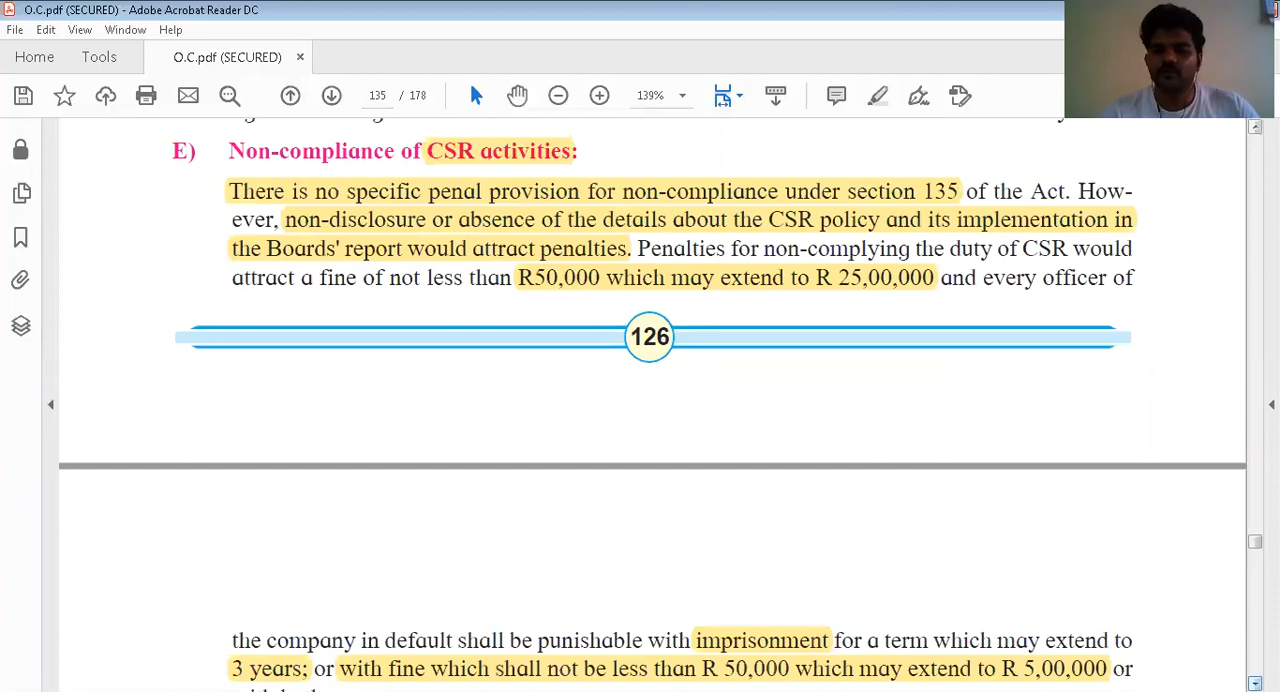 O.C.pdf (SECURED) - Adobe Acrobat Reader DC
File Edit View Window Help
Home Tools O.C.pdf (SECURED) ×
135 / 178 139%
E) Non-compliance of CSR activities:
There is no specific penal provision for non-compliance under section 135 of the Act. How-
ever, non-disclosure or absence of the details about the CSR policy and its implementation in
the Boards' report would attract penalties. Penalties for non-complying the duty of CSR would
attract a fine of not less than R50,000 which may extend to R 25,00,000 and every officer of
126
the company in default shall be punishable with imprisonment for a term which may extend to
3 years; or with fine which shall not be less than R 50,000 which may extend to R 5,00,000 or